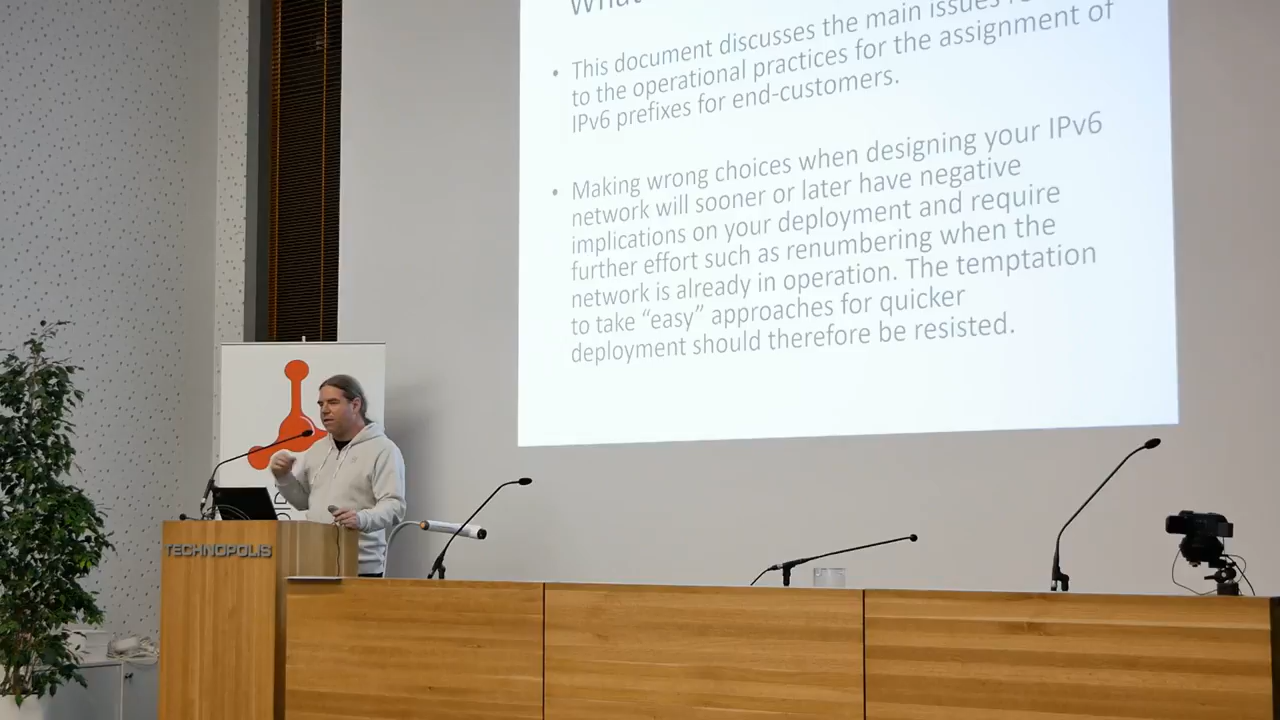 What
• This document discusses the main issues
to the operational practices for the assignment of
IPv6 prefixes for end-customers.
• Making wrong choices when designing your IPv6
network will sooner or later have negative
implications on your deployment and require
further effort such as renumbering when the
network is already in operation. The temptation
to take “easy” approaches for quicker
deployment should therefore be resisted.
TECHNOPOLIS